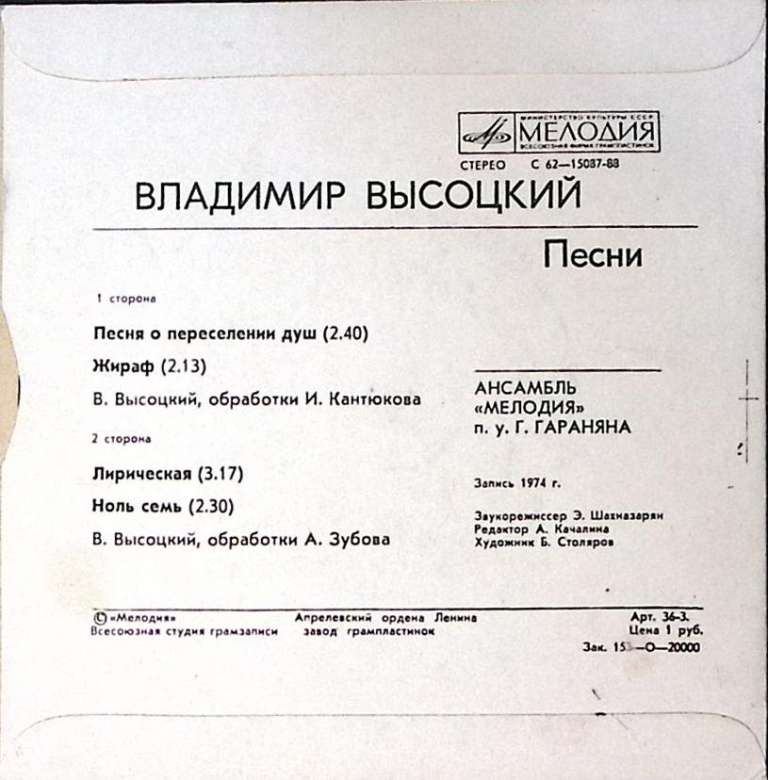 МИНИСТЕРСТВО КУЛЬТУРЫ СССР
МЕЛОДИЯ
ВСЕСОЮЗНАЯ ФИРМА ГРАМПЛАСТИНОК
СТЕРЕО С 62—15087-88
ВЛАДИМИР ВЫСОЦКИЙ
Песни
1 сторона
Песня о переселении душ (2.40)
Жираф (2.13)
В. Высоцкий, обработки И. Кантюкова
2 сторона
Лирическая (3.17)
Ноль семь (2.30)
В. Высоцкий, обработки А. Зубова
АНСАМБЛЬ
«МЕЛОДИЯ»
п. у. Г. ГАРАНЯНА
Запись 1974 г.
Звукорежиссер Э. Шахназарян
Редактор А. Качалина
Художник Б. Столяров
© «Мелодия»
Всесоюзная студия грамзаписи
Апрелевский ордена Ленина
завод грампластинок
Арт. 36-3.
Цена 1 руб.
Зак. —О—20000